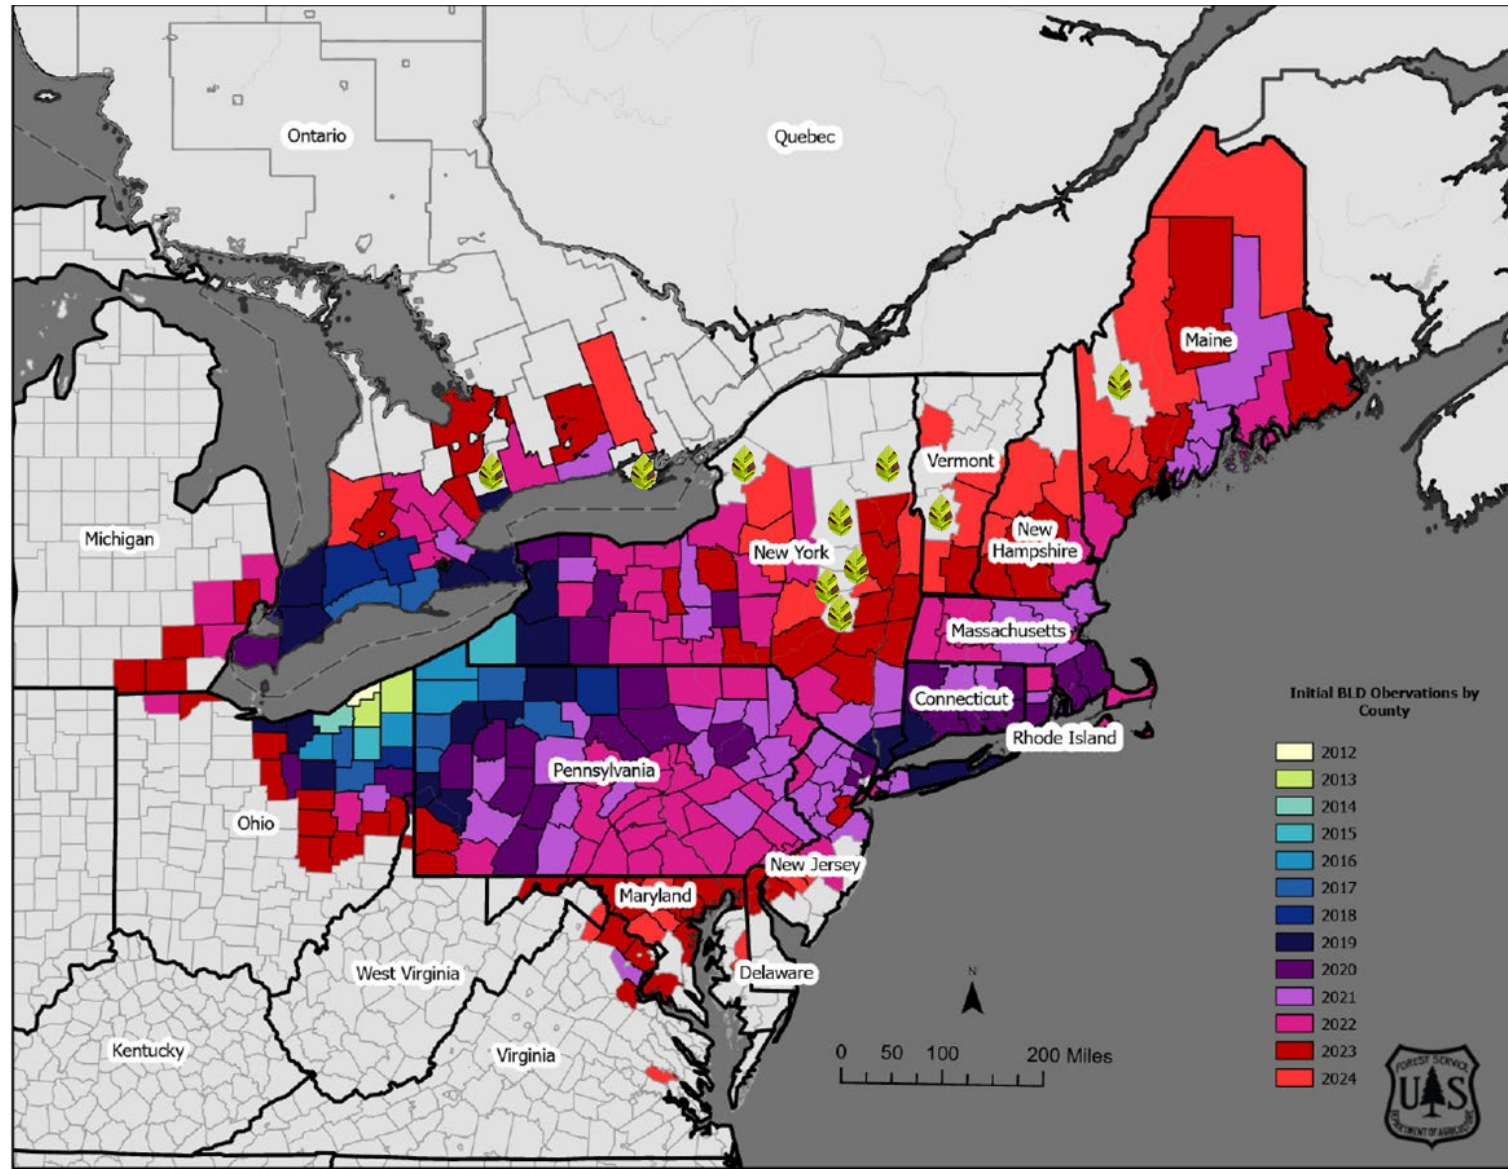 Ontario
Quebec
Maine
Vermont
Michigan
New York
New
Hampshire
Massachusetts
Connecticut
Rhode Island
Pennsylvania
Ohio
New Jersey
Maryland
West Virginia
Delaware
Kentucky
Virginia
N
0 50 100 200 Miles
Initial BLD Obervations by
County
2012
2013
2014
2015
2016
2017
2018
2019
2020
2021
2022
2023
2024
FOREST SERVICE
U S
DEPARTMENT OF AGRICULTURE